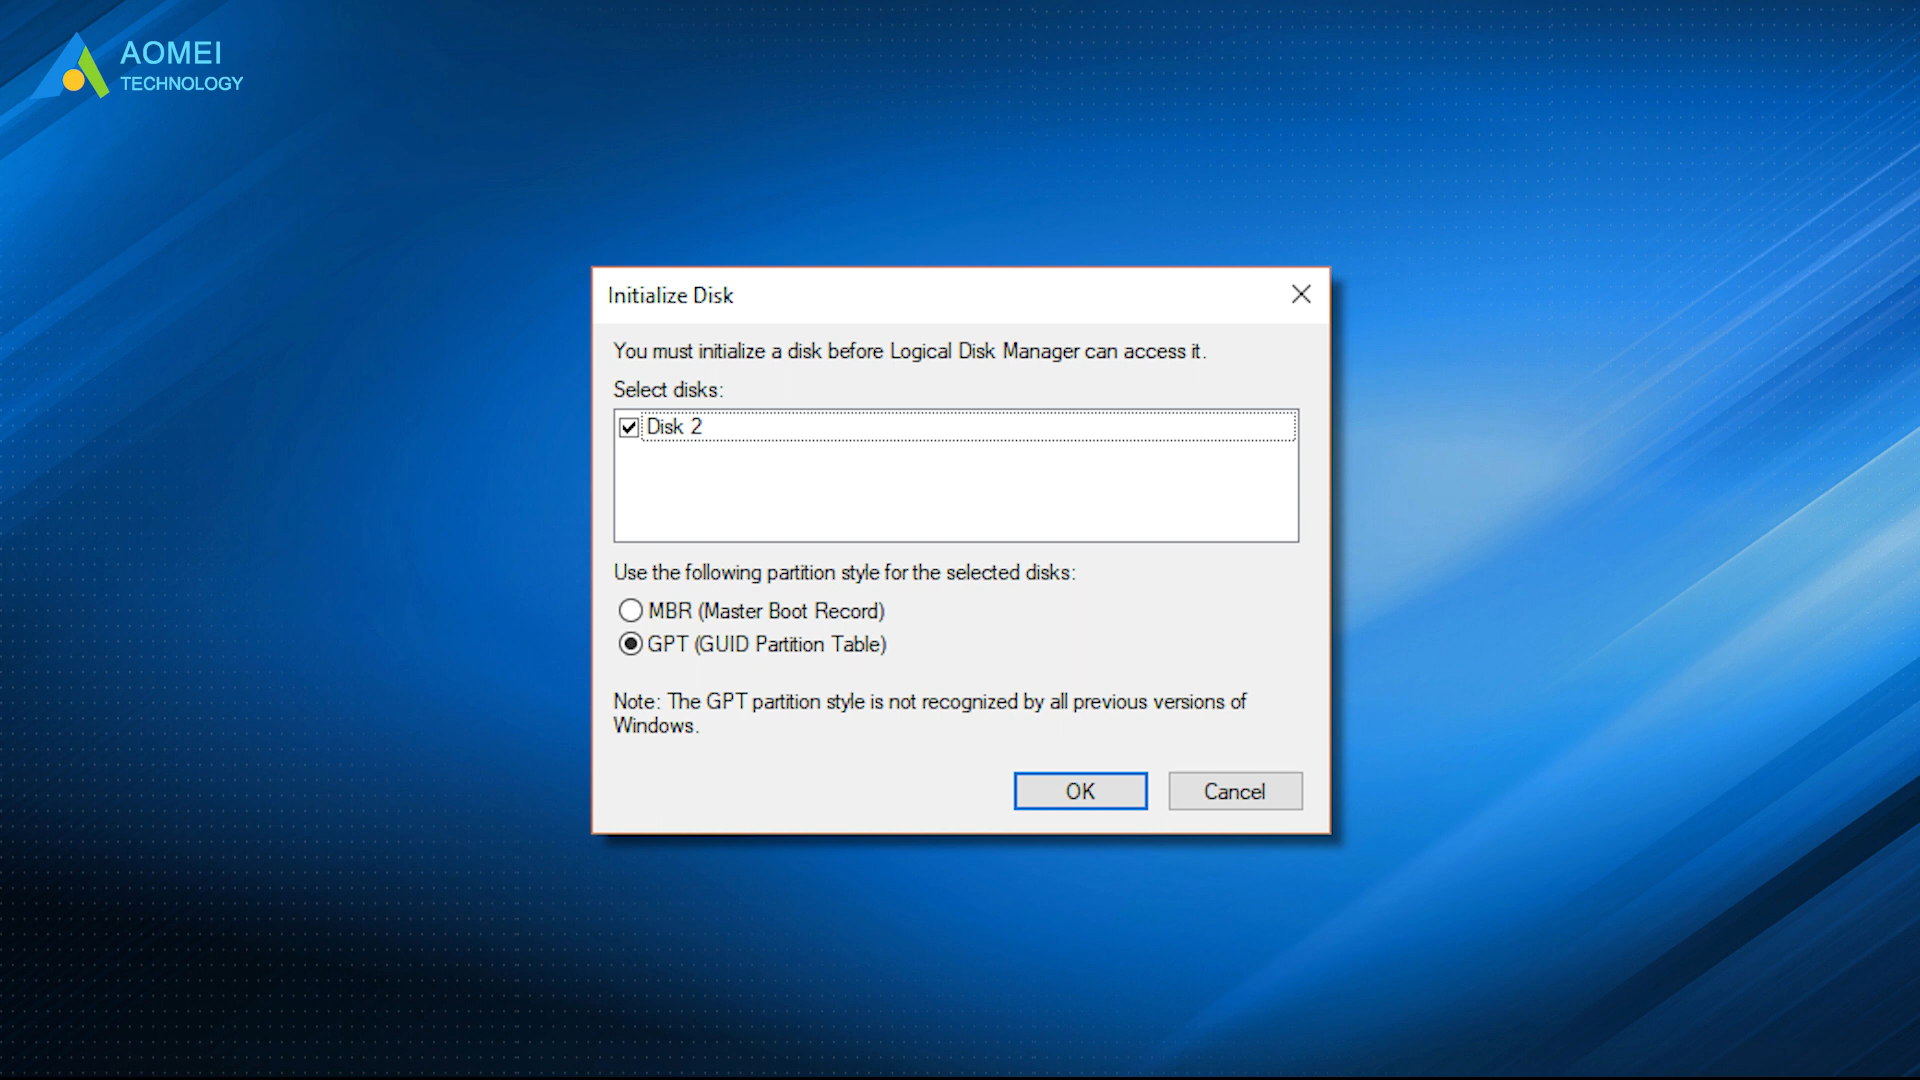 AOMEI
TECHNOLOGY
Initialize Disk
You must initialize a disk before Logical Disk Manager can access it.
Select disks:
Disk 2
Use the following partition style for the selected disks:
MBR (Master Boot Record)
GPT (GUID Partition Table)
Note: The GPT partition style is not recognized by all previous versions of
Windows.
OK Cancel